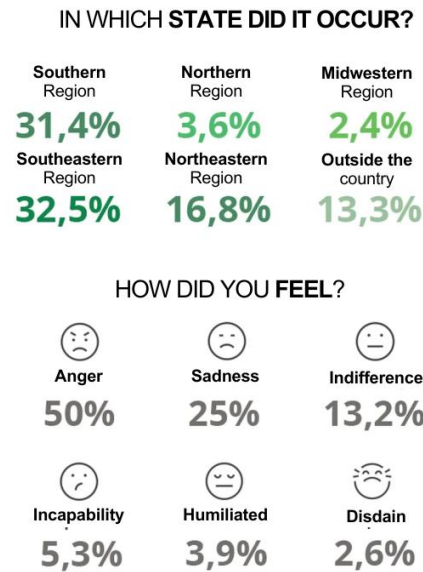 IN WHICH STATE DID IT OCCUR?
Southern Northern Midwestern
Region Region Region
31,4% 3,6% 2,4%
Southeastern Northeastern Outside the
Region Region country
32,5% 16,8% 13,3%
HOW DID YOU FEEL?
Anger Sadness Indifference
50% 25% 13,2%
Incapability Humiliated Disdain
5,3% 3,9% 2,6%